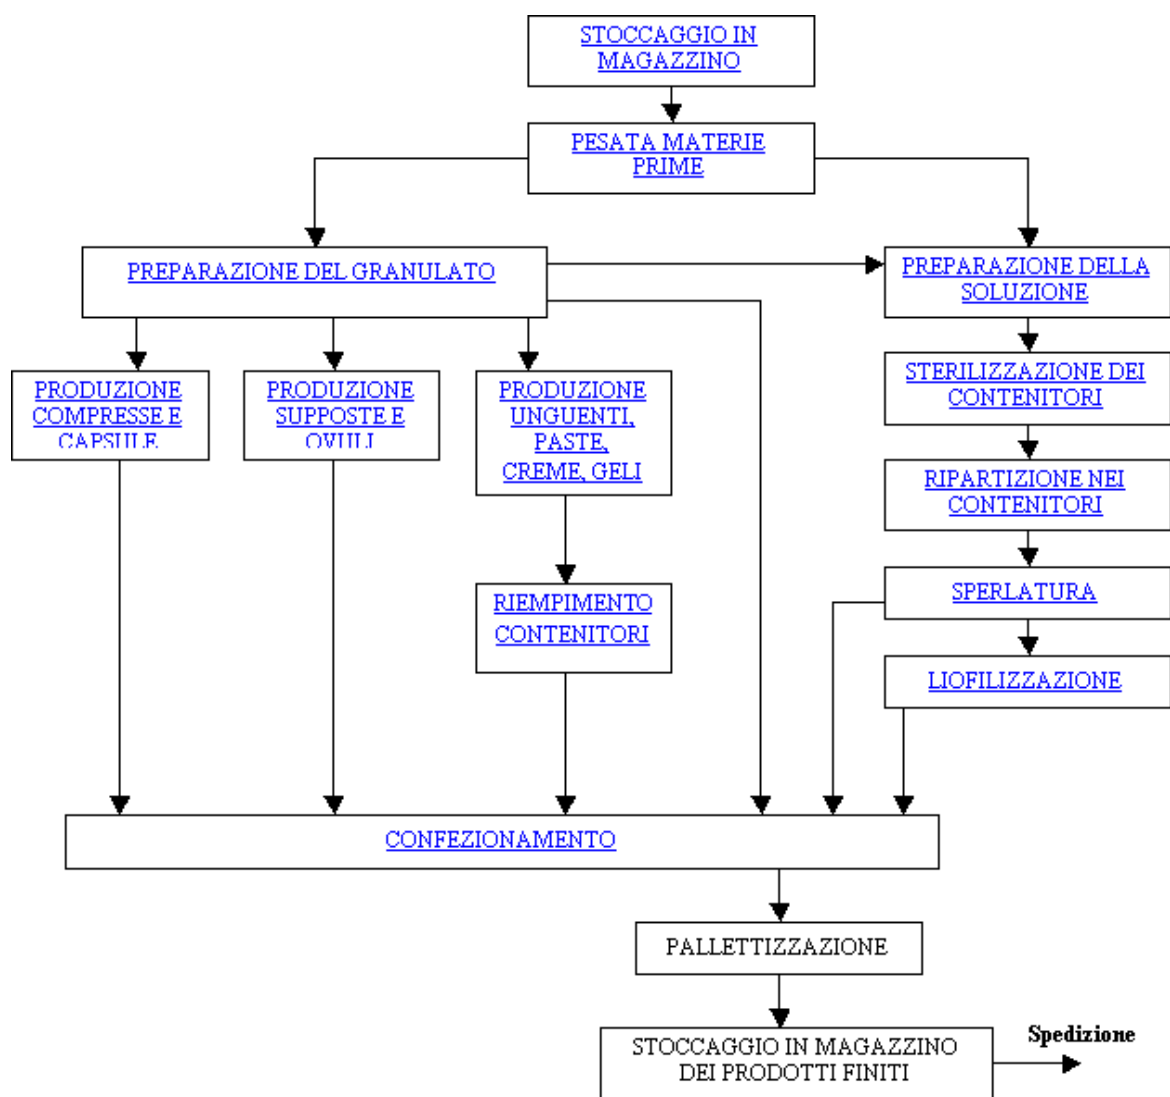 STOCCAGGIO IN
MAGAZZINO
PESATA MATERIE
PRIME
PREPARAZIONE DEL GRANULATO
PREPARAZIONE DELLA
SOLUZIONE
PRODUZIONE
COMPRESSE E
CAPSULE
PRODUZIONE
SUPPOSTE E
OVULI
PRODUZIONE
UNGUENTI,
PASTE,
CREME, GELI
STERILIZZAZIONE DEI
CONTENITORI
RIPARTIZIONE NEI
CONTENITORI
RIEMPIMENTO
CONTENITORI
SPERLATURA
LIOFILIZZAZIONE
CONFEZIONAMENTO
PALLETTIZZAZIONE
STOCCAGGIO IN MAGAZZINO
DEI PRODOTTI FINITI
Spedizione